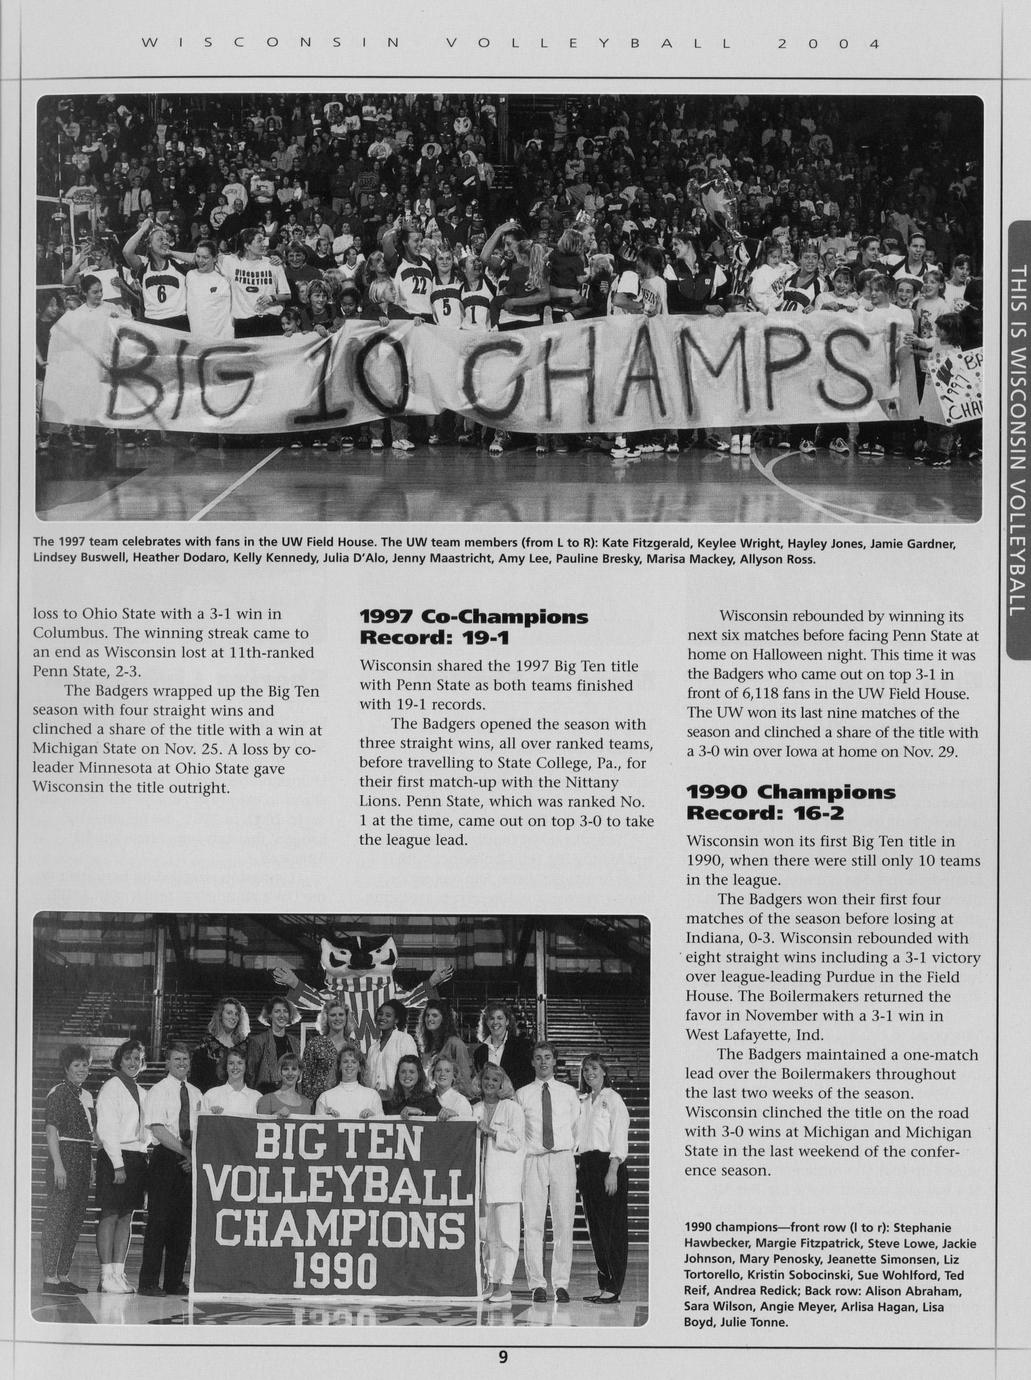 WISCONSIN VOLLEYBALL 2004
6
WISCONSIN
ATHLETICS
22
5
1
10
BIG 10 CHAMPS!
1997
THIS IS WISCONSIN VOLLEYBALL
The 1997 team celebrates with fans in the UW Field House. The UW team members (from L to R): Kate Fitzgerald, Keylee Wright, Hayley Jones, Jamie Gardner,
Lindsey Buswell, Heather Dodaro, Kelly Kennedy, Julia D'Alo, Jenny Maastricht, Amy Lee, Pauline Bresky, Marisa Mackey, Allyson Ross.
loss to Ohio State with a 3-1 win in
Columbus. The winning streak came to
an end as Wisconsin lost at 11th-ranked
Penn State, 2-3.
The Badgers wrapped up the Big Ten
season with four straight wins and
clinched a share of the title with a win at
Michigan State on Nov. 25. A loss by co-
leader Minnesota at Ohio State gave
Wisconsin the title outright.
1997 Co-Champions
Record: 19-1
Wisconsin shared the 1997 Big Ten title
with Penn State as both teams finished
with 19-1 records.
The Badgers opened the season with
three straight wins, all over ranked teams,
before travelling to State College, Pa., for
their first match-up with the Nittany
Lions. Penn State, which was ranked No.
1 at the time, came out on top 3-0 to take
the league lead.
Wisconsin rebounded by winning its
next six matches before facing Penn State at
home on Halloween night. This time it was
the Badgers who came out on top 3-1 in
front of 6,118 fans in the UW Field House.
The UW won its last nine matches of the
season and clinched a share of the title with
a 3-0 win over Iowa at home on Nov. 29.
1990 Champions
Record: 16-2
Wisconsin won its first Big Ten title in
1990, when there were still only 10 teams
in the league.
The Badgers won their first four
matches of the season before losing at
Indiana, 0-3. Wisconsin rebounded with
eight straight wins including a 3-1 victory
over league-leading Purdue in the Field
House. The Boilermakers returned the
favor in November with a 3-1 win in
West Lafayette, Ind.
The Badgers maintained a one-match
lead over the Boilermakers throughout
the last two weeks of the season.
Wisconsin clinched the title on the road
with 3-0 wins at Michigan and Michigan
State in the last weekend of the confer-
ence season.
W
BIG TEN
VOLLEYBALL
CHAMPIONS
1990
1990 champions—front row (l to r): Stephanie
Hawbecker, Margie Fitzpatrick, Steve Lowe, Jackie
Johnson, Mary Penosky, Jeanette Simonsen, Liz
Tortorello, Kristin Sobocinski, Sue Wohlford, Ted
Reif, Andrea Redick; Back row: Alison Abraham,
Sara Wilson, Angie Meyer, Arlisa Hagan, Lisa
Boyd, Julie Tonne.
9